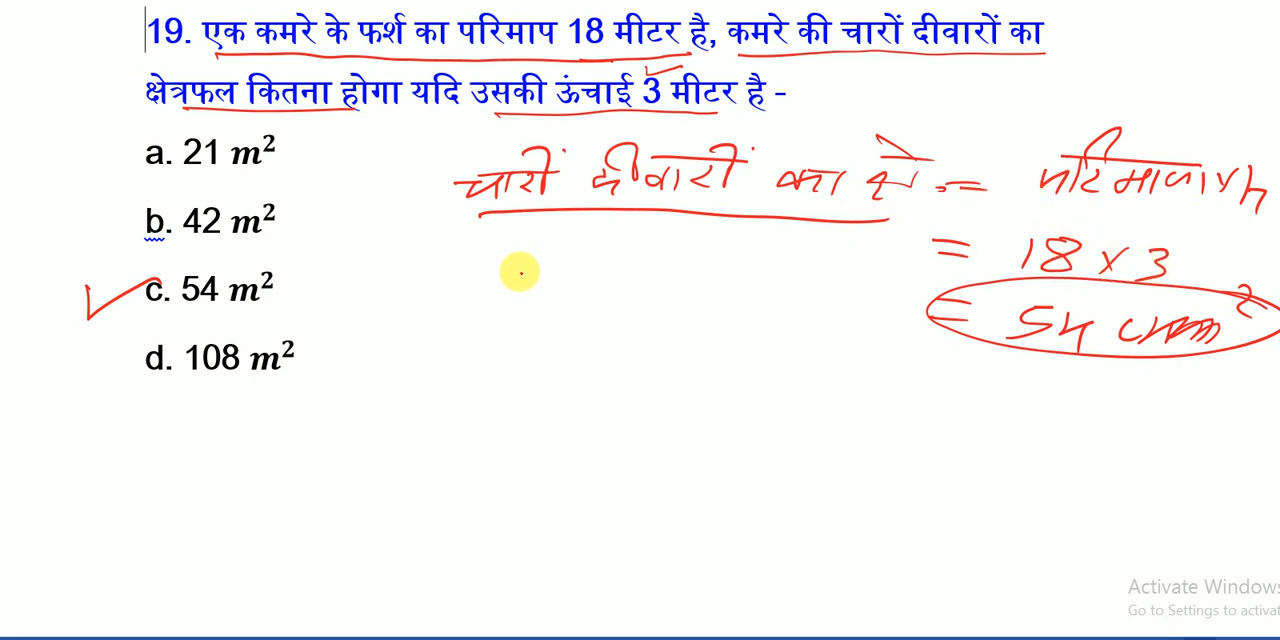 19. एक कमरे के फर्श का परिमाप 18 मीटर है, कमरे की चारों दीवारों का
क्षेत्रफल कितना होगा यदि उसकी ऊंचाई 3 मीटर है -
a. 21 m²
b. 42 m²
c. 54 m²
d. 108 m²
चारों दीवारों का क्षे. = परिमाप x h
= 18 x 3
= 54
Activate Windows
Go to Settings to activat